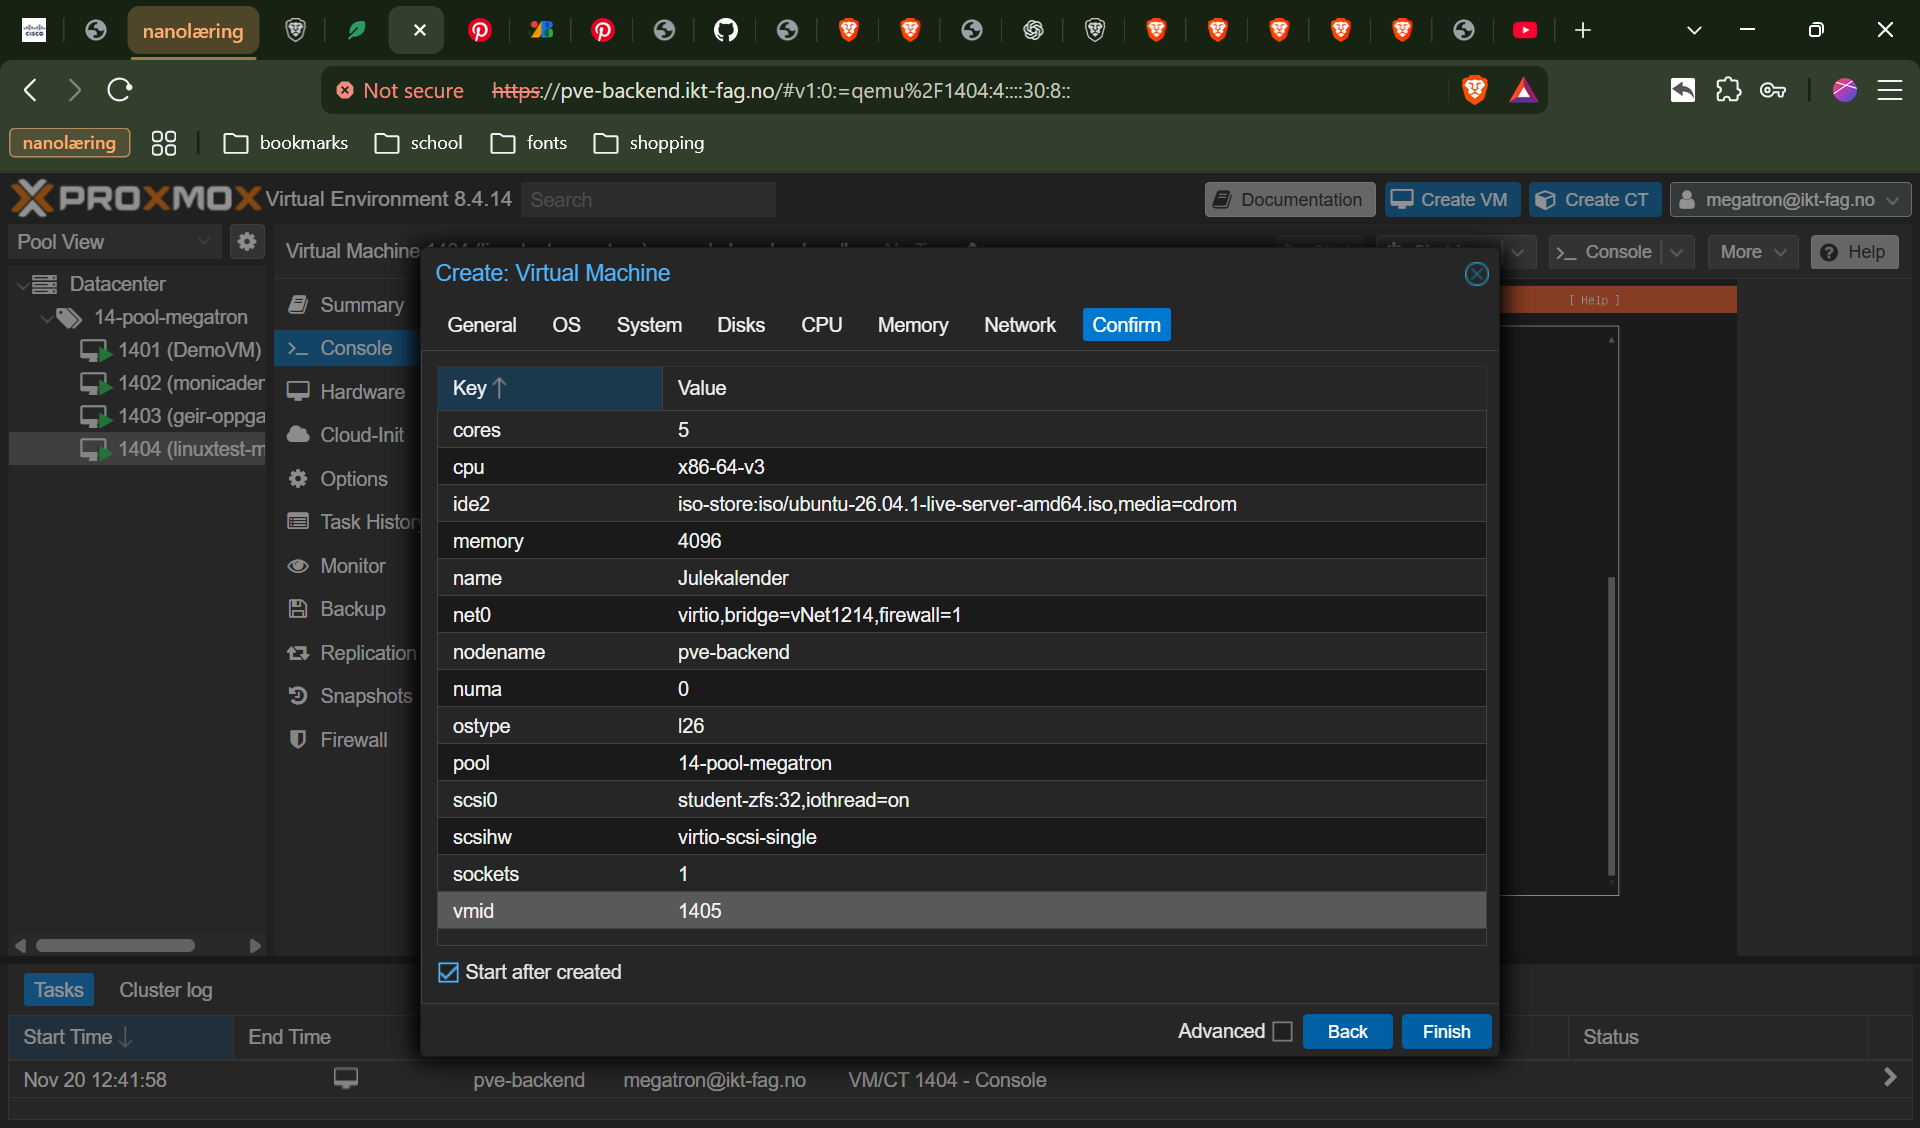 nanolæring
Not secure https://pve-backend.ikt-fag.no/#v1:0:=qemu%2F1404:4::::30:8::
nanolæring bookmarks school fonts shopping
PROXMOX Virtual Environment 8.4.14 Search Documentation Create VM Create CT megatron@ikt-fag.no
Pool View Virtual Machine Console More Help
Create: Virtual Machine
Datacenter
14-pool-megatron
1401 (DemoVM)
1402 (monicader
1403 (geir-oppga
1404 (linuxtest-m
Summary
Console
Hardware
Cloud-Init
Options
Task History
Monitor
Backup
Replication
Snapshots
Firewall
[ Help ]
General OS System Disks CPU Memory Network Confirm
Key Value
cores 5
cpu x86-64-v3
ide2 iso-store:iso/ubuntu-26.04.1-live-server-amd64.iso,media=cdrom
memory 4096
name Julekalender
net0 virtio,bridge=vNet1214,firewall=1
nodename pve-backend
numa 0
ostype l26
pool 14-pool-megatron
scsi0 student-zfs:32,iothread=on
scsihw virtio-scsi-single
sockets 1
vmid 1405
Start after created
Advanced Back Finish
Tasks Cluster log
Start Time End Time Status
Nov 20 12:41:58 pve-backend megatron@ikt-fag.no VM/CT 1404 - Console